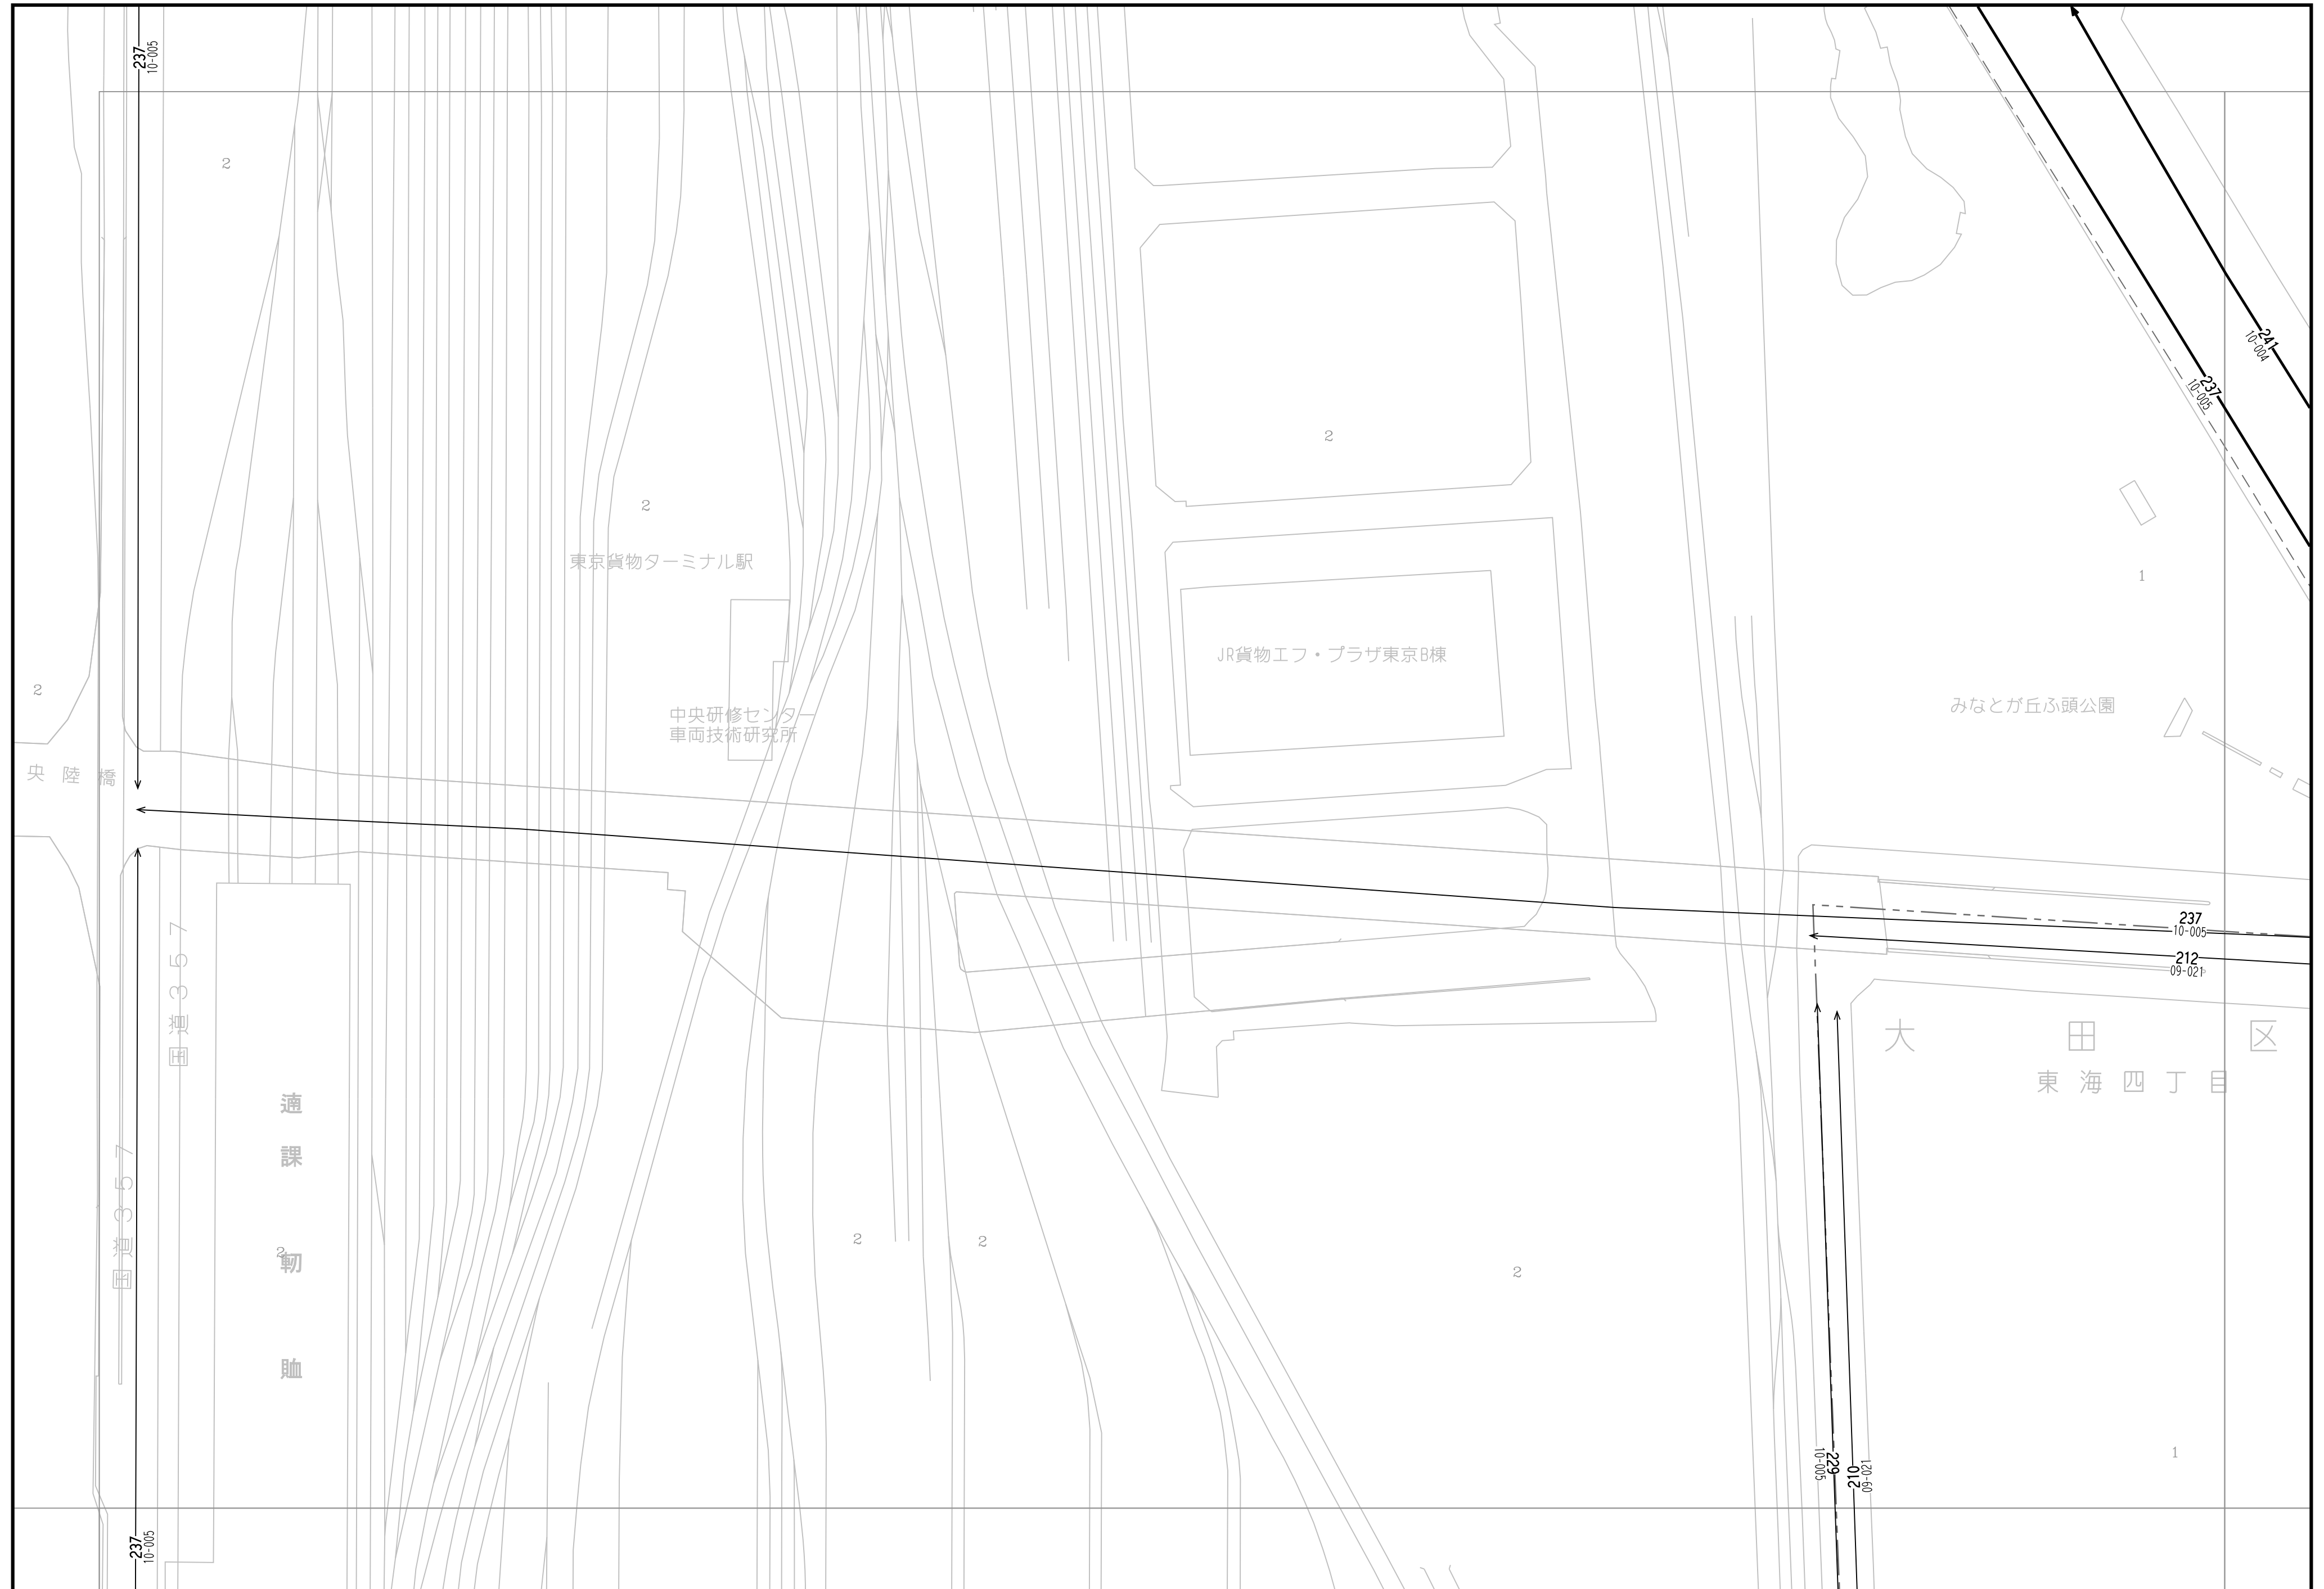 237
10-005
2
241
10-004
237
10-005
2
2
東京貨物ターミナル駅
1
JR貨物エフ・プラザ東京B棟
2
みなとが丘ふ頭公園
中央研修センター
車両技術研究所
央陸橋
237
10-005
212
09-021
国道357
大田区
東海四丁目
国道357
2
2
2
2
1
229
10-005
210
09-021
237
10-005